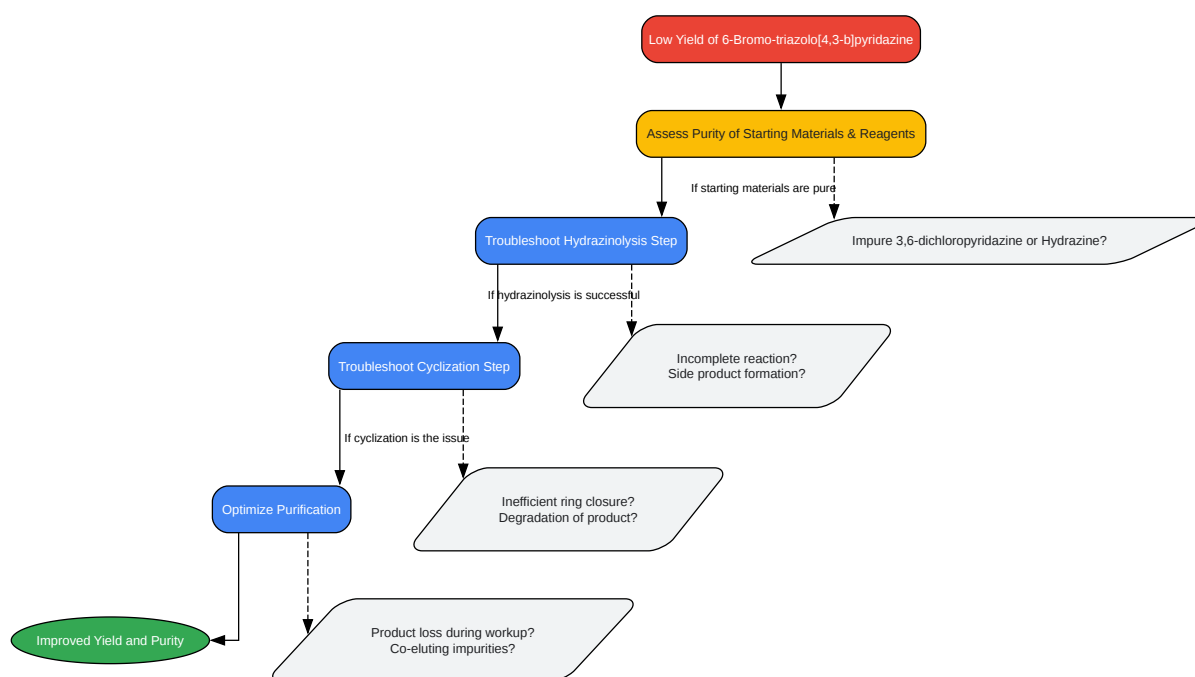 Low Yield of 6-Bromo-triazolo[4,3-b]pyridazine
Assess Purity of Starting Materials & Reagents
If starting materials are pure
Troubleshoot Hydrazinolysis Step
Impure 3,6-dichloropyridazine or Hydrazine?
If hydrazinolysis is successful
Incomplete reaction?
Side product formation?
Troubleshoot Cyclization Step
If cyclization is the issue
Inefficient ring closure?
Degradation of product?
Optimize Purification
Product loss during workup?
Co-eluting impurities?
Improved Yield and Purity